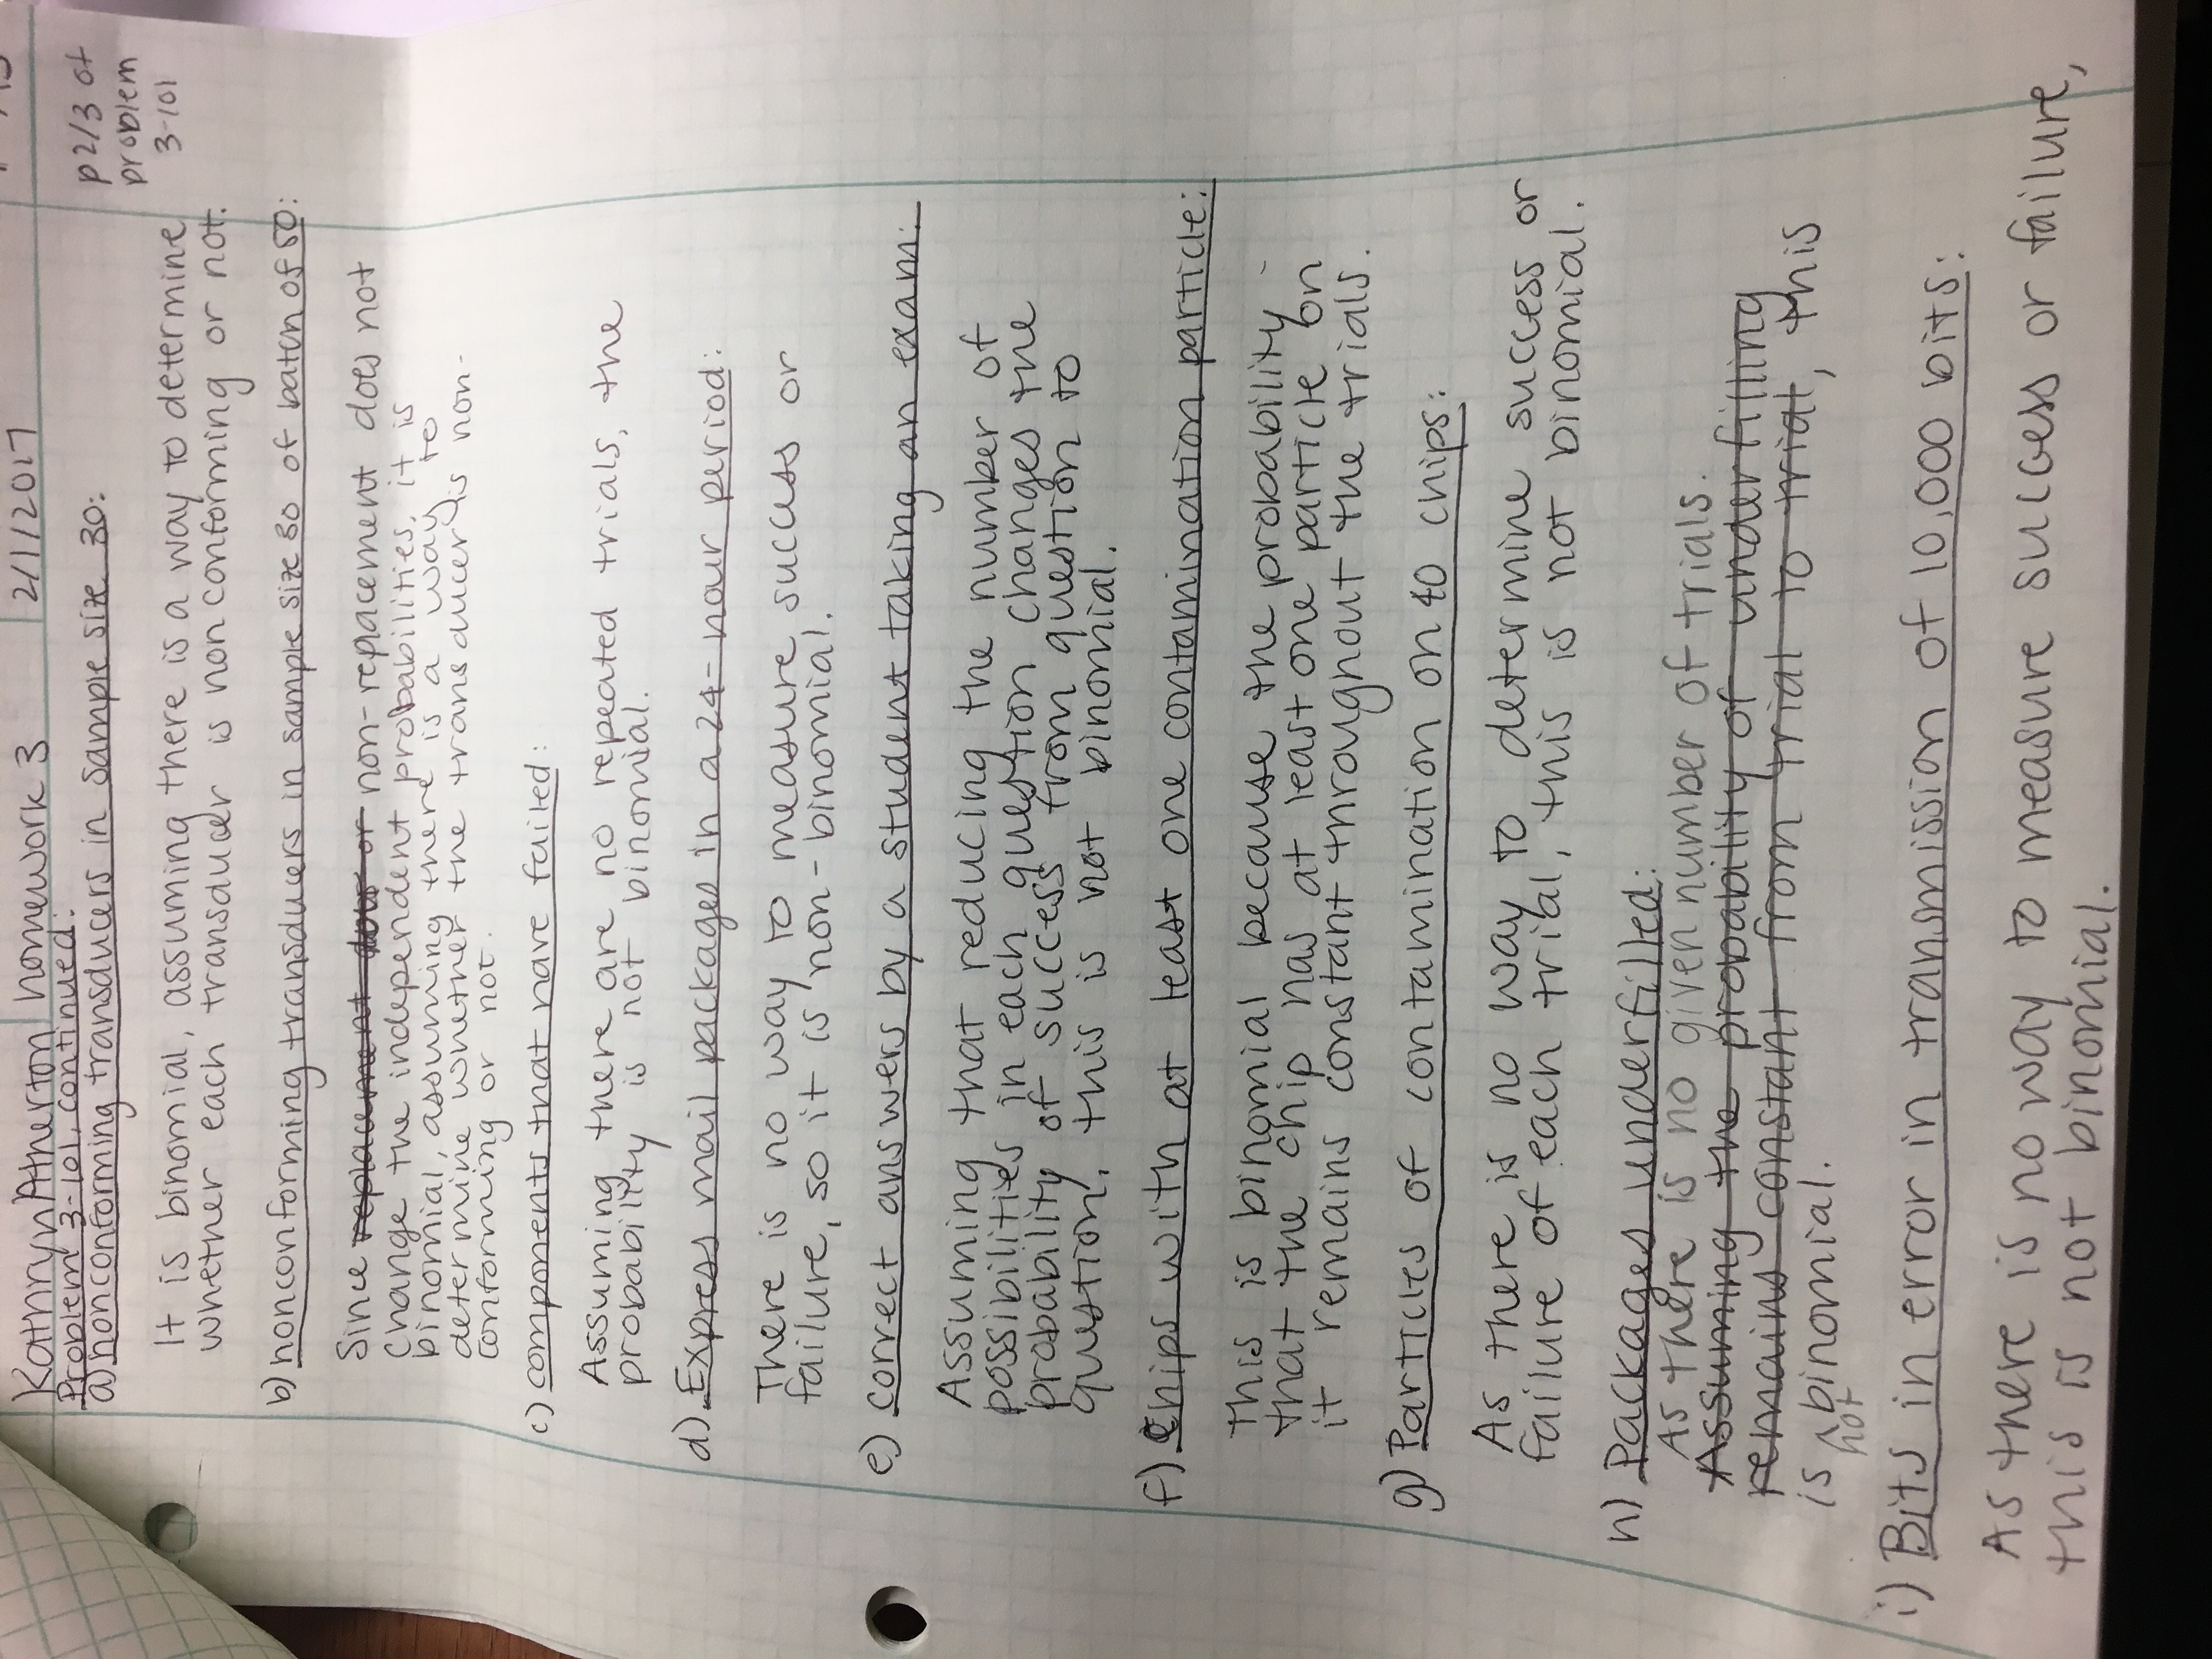 Kathryn Atherton Homework 3 2/1/2017
Problem 3-101, continued:
p2/3 of
problem
3-101
a) nonconforming transducers in sample size 30:
It is binomial, assuming there is a way to determine
whether each transducer is nonconforming or not.
b) nonconforming transducers in sample size 30 of batch of 50:
Since replacement does or non-replacement does not
change the independent probabilities, it is
binomial, assuming there is a way to
determine whether the transducer is non-
conforming or not.
c) components that have failed:
Assuming there are no repeated trials, the
probability is not binomial.
d) Express mail packages in a 24-hour period:
There is no way to measure success or
failure, so it is non-binomial.
e) correct answers by a student taking an exam:
Assuming that reducing the number of
possibilities in each question changes the
probability of success from question to
question, this is not binomial.
f) Chips with at least one contamination particle:
This is binomial because the probability
that the chip has at least one particle on
it remains constant throughout the trials.
g) Particles of contamination on 40 chips:
As there is no way to determine success or
failure of each trial, this is not binomial.
h) Packages underfilled:
As there is no given number of trials.
Assuming the probability of underfilling
remains constant from trial to trial, this
is not binomial.
i) Bits in error in transmission of 10,000 bits:
As there is no way to measure success or failure,
this is not binomial.